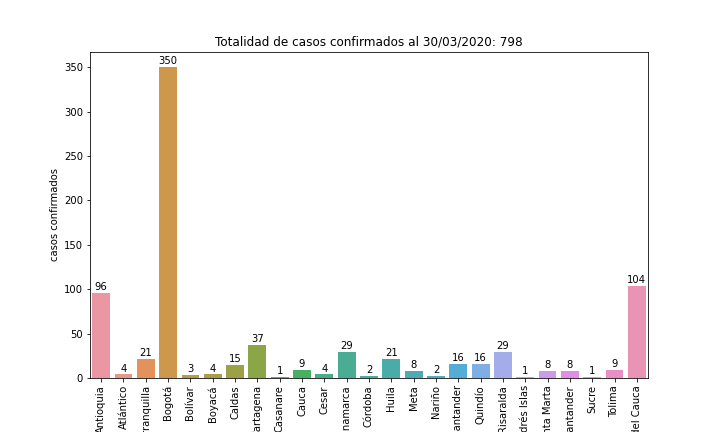 Totalidad de casos confirmados al 30/03/2020: 798
casos confirmados
350
300
250
200
150
100
50
0
96
4
21
350
3
4
15
37
1
9
4
29
2
21
8
2
16
16
29
1
8
8
1
9
104
Antioquia
Atlántico
rranquilla
Bogotá
Bolívar
Boyacá
Caldas
artagena
Casanare
Cauca
Cesar
namarca
Córdoba
Huila
Meta
Nariño
antander
Quindío
Risaralda
drés Islas
ta Marta
antander
Sucre
Tolima
del Cauca